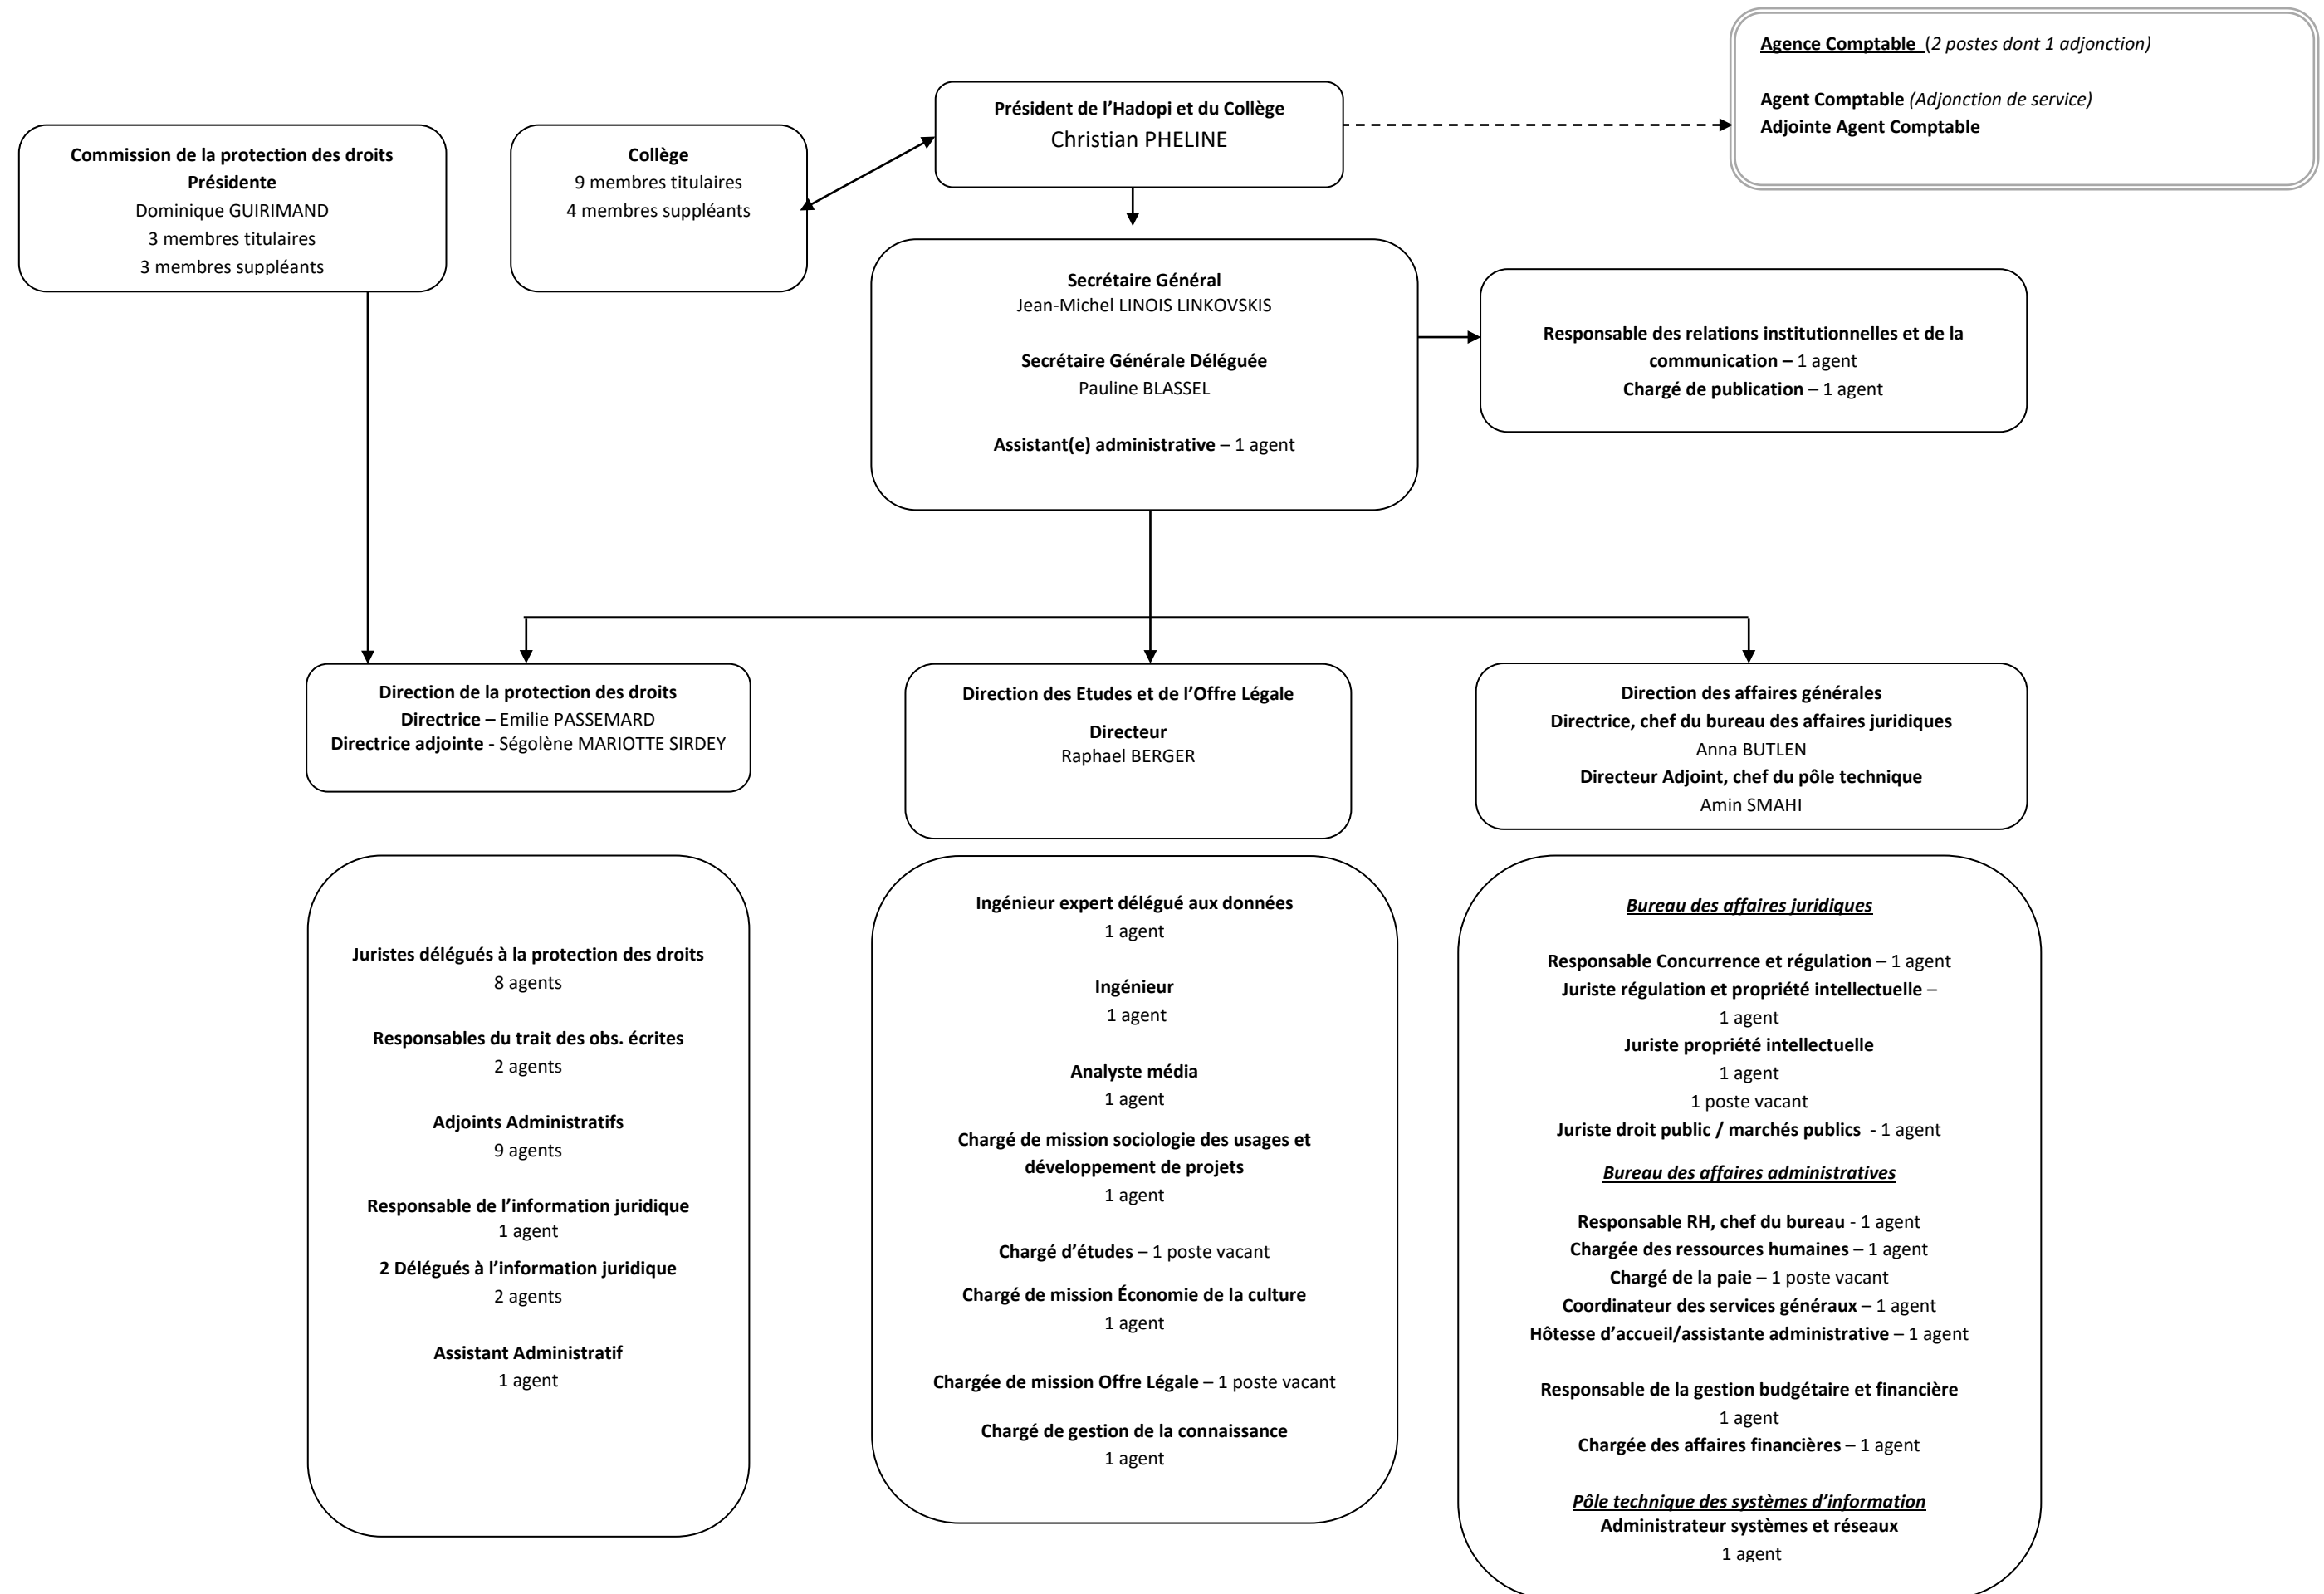 Agence Comptable (2 postes dont 1 adjonction)
Agent Comptable (Adjonction de service)
Adjointe Agent Comptable
Président de l’Hadopi et du Collège
Christian PHELINE
Commission de la protection des droits
Présidente
Dominique GUIRIMAND
3 membres titulaires
3 membres suppléants
Collège
9 membres titulaires
4 membres suppléants
Secrétaire Général
Jean-Michel LINOIS LINKOVSKIS
Secrétaire Générale Déléguée
Pauline BLASSEL
Assistant(e) administrative – 1 agent
Responsable des relations institutionnelles et de la
communication – 1 agent
Chargé de publication – 1 agent
Direction de la protection des droits
Directrice – Emilie PASSEMARD
Directrice adjointe - Ségolène MARIOTTE SIRDEY
Direction des Etudes et de l’Offre Légale
Directeur
Raphael BERGER
Direction des affaires générales
Directrice, chef du bureau des affaires juridiques
Anna BUTLEN
Directeur Adjoint, chef du pôle technique
Amin SMAHI
Juristes délégués à la protection des droits
8 agents
Responsables du trait des obs. écrites
2 agents
Adjoints Administratifs
9 agents
Responsable de l’information juridique
1 agent
2 Délégués à l’information juridique
2 agents
Assistant Administratif
1 agent
Ingénieur expert délégué aux données
1 agent
Ingénieur
1 agent
Analyste média
1 agent
Chargé de mission sociologie des usages et
développement de projets
1 agent
Chargé d’études – 1 poste vacant
Chargé de mission Économie de la culture
1 agent
Chargée de mission Offre Légale – 1 poste vacant
Chargé de gestion de la connaissance
1 agent
Bureau des affaires juridiques
Responsable Concurrence et régulation – 1 agent
Juriste régulation et propriété intellectuelle –
1 agent
Juriste propriété intellectuelle
1 agent
1 poste vacant
Juriste droit public / marchés publics - 1 agent
Bureau des affaires administratives
Responsable RH, chef du bureau - 1 agent
Chargée des ressources humaines – 1 agent
Chargé de la paie – 1 poste vacant
Coordinateur des services généraux – 1 agent
Hôtesse d’accueil/assistante administrative – 1 agent
Responsable de la gestion budgétaire et financière
1 agent
Chargée des affaires financières – 1 agent
Pôle technique des systèmes d’information
Administrateur systèmes et réseaux
1 agent